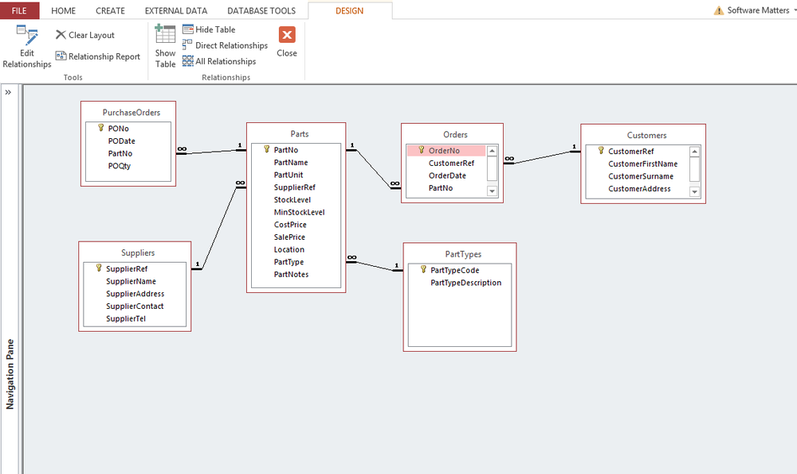 FILE HOME CREATE EXTERNAL DATA DATABASE TOOLS DESIGN Software Matters
Edit Relationships
Clear Layout
Relationship Report
Tools
Show Table
Hide Table
Direct Relationships
All Relationships
Relationships
Close
»
Navigation Pane
PurchaseOrders
PONo
PODate
PartNo
POQty
Parts
PartNo
PartName
PartUnit
SupplierRef
StockLevel
MinStockLevel
CostPrice
SalePrice
Location
PartType
PartNotes
Orders
OrderNo
CustomerRef
OrderDate
PartNo
Customers
CustomerRef
CustomerFirstName
CustomerSurname
CustomerAddress
Suppliers
SupplierRef
SupplierName
SupplierAddress
SupplierContact
SupplierTel
PartTypes
PartTypeCode
PartTypeDescription
∞ 1
1 ∞
∞ 1
∞ 1
∞ 1